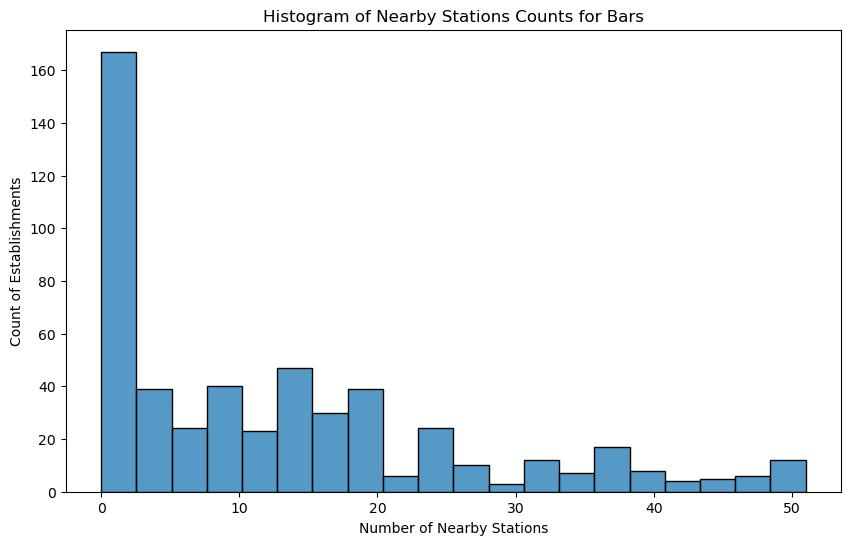 Histogram of Nearby Stations Counts for Bars
160
140
120
100
80
60
40
20
0
Count of Establishments
0 10 20 30 40 50
Number of Nearby Stations